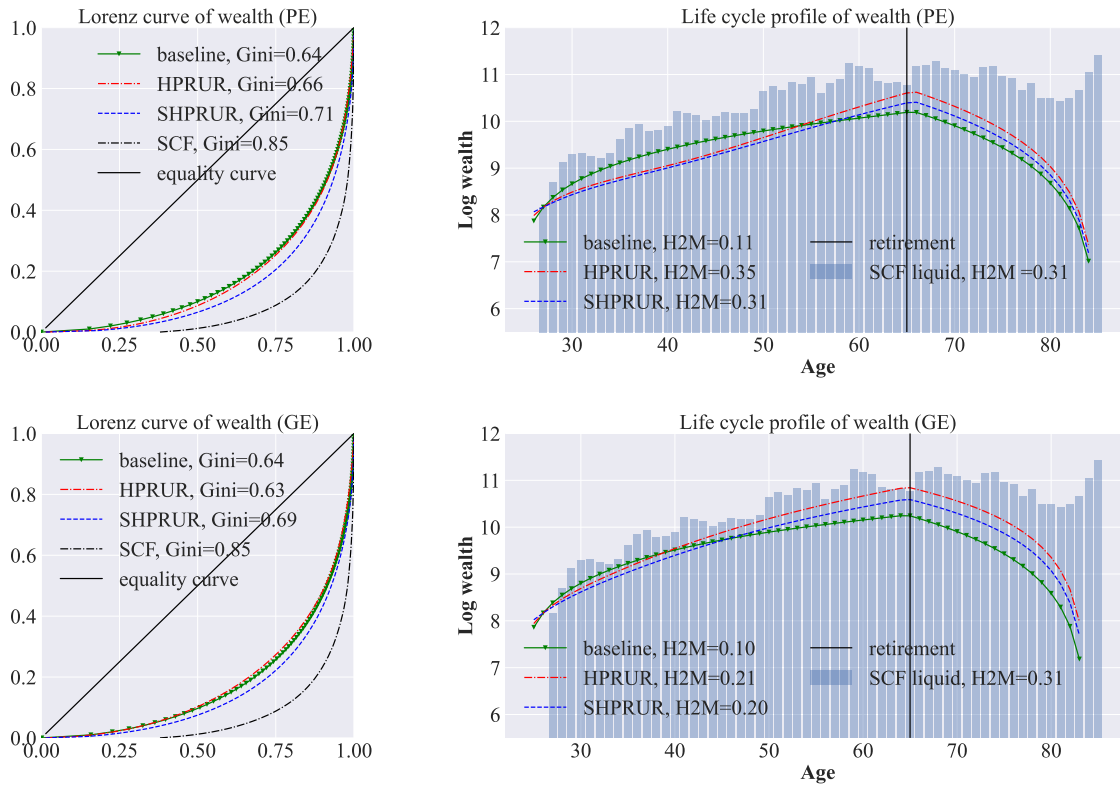 Lorenz curve of wealth (PE)
1.0
0.8
0.6
0.4
0.2
0.0
baseline, Gini=0.64
HPRUR, Gini=0.66
SHPRUR, Gini=0.71
SCF, Gini=0.85
equality curve
0.00 0.25 0.50 0.75 1.00
Life cycle profile of wealth (PE)
12
11
10
9
8
7
6
Log wealth
baseline, H2M=0.11
HPRUR, H2M=0.35
SHPRUR, H2M=0.31
retirement
SCF liquid, H2M =0.31
30 40 50 60 70 80
Age
Lorenz curve of wealth (GE)
1.0
0.8
0.6
0.4
0.2
0.0
baseline, Gini=0.64
HPRUR, Gini=0.63
SHPRUR, Gini=0.69
SCF, Gini=0.85
equality curve
0.00 0.25 0.50 0.75 1.00
Life cycle profile of wealth (GE)
12
11
10
9
8
7
6
Log wealth
baseline, H2M=0.10
HPRUR, H2M=0.21
SHPRUR, H2M=0.20
retirement
SCF liquid, H2M=0.31
30 40 50 60 70 80
Age